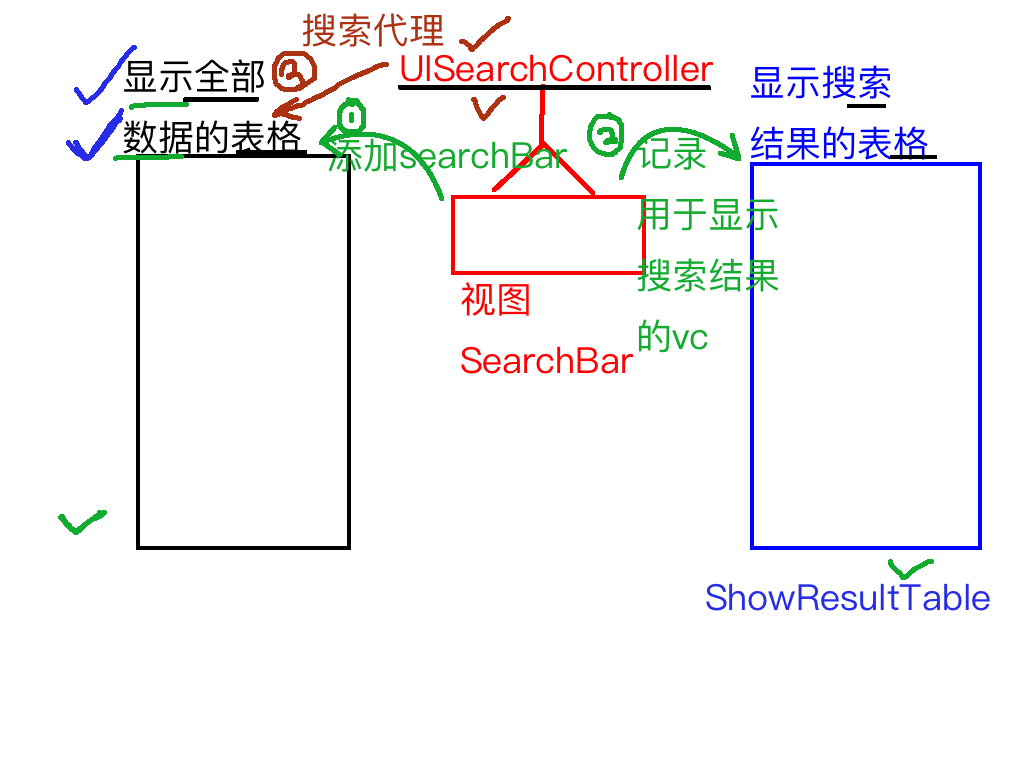 搜索代理
显示全部
③
UISearchController
显示搜索
数据的表格
①
添加searchBar
②
记录
结果的表格
用于显示
搜索结果
的vc
视图
SearchBar
ShowResultTable